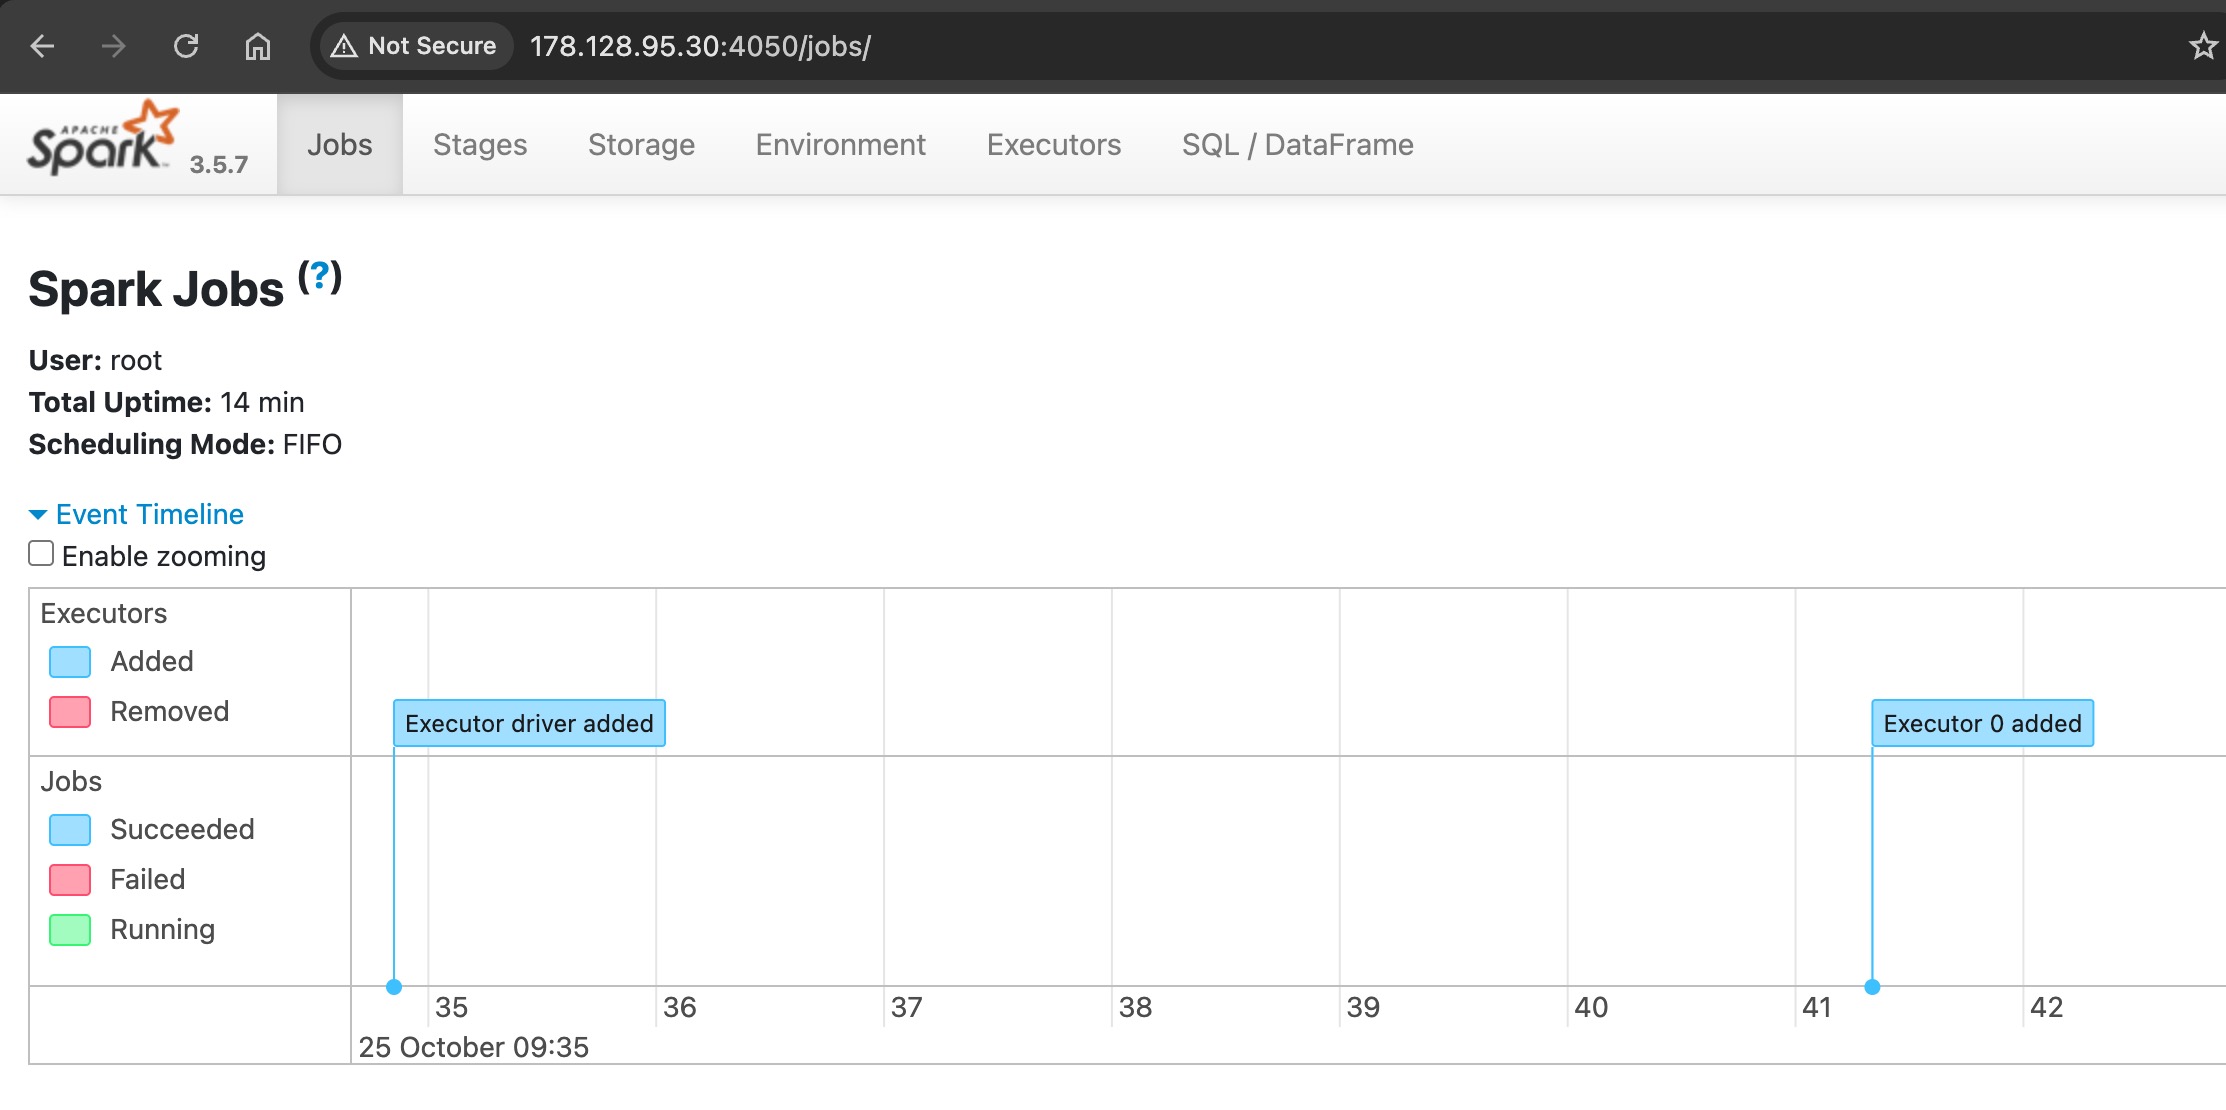 Not Secure 178.128.95.30:4050/jobs/
APACHE Spark 3.5.7 Jobs Stages Storage Environment Executors SQL / DataFrame
Spark Jobs (?)
User: root
Total Uptime: 14 min
Scheduling Mode: FIFO
Event Timeline
Enable zooming
Executors
Added
Removed
Executor driver added
Executor 0 added
Jobs
Succeeded
Failed
Running
35 36 37 38 39 40 41 42
25 October 09:35